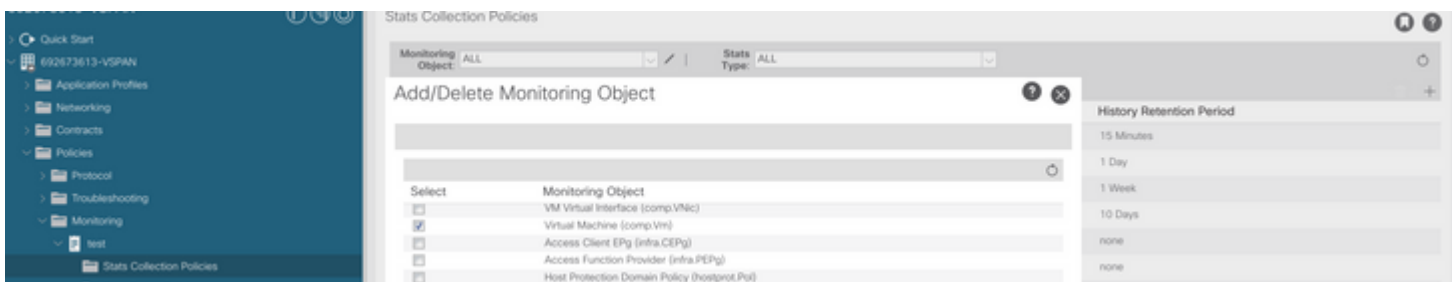 Quick Start
692673613-VSPAN
Application Profiles
Networking
Contracts
Policies
Protocol
Troubleshooting
Monitoring
test
Stats Collection Policies
Stats Collection Policies
Monitoring Object: ALL
Stats Type: ALL
Add/Delete Monitoring Object
Select Monitoring Object
VM Virtual Interface (comp.VNic)
Virtual Machine (comp.Vm)
Access Client EPg (infra.CEPg)
Access Function Provider (infra.PEPg)
Host Protection Domain Policy (hostprot.Pol)
History Retention Period
15 Minutes
1 Day
1 Week
10 Days
none
none